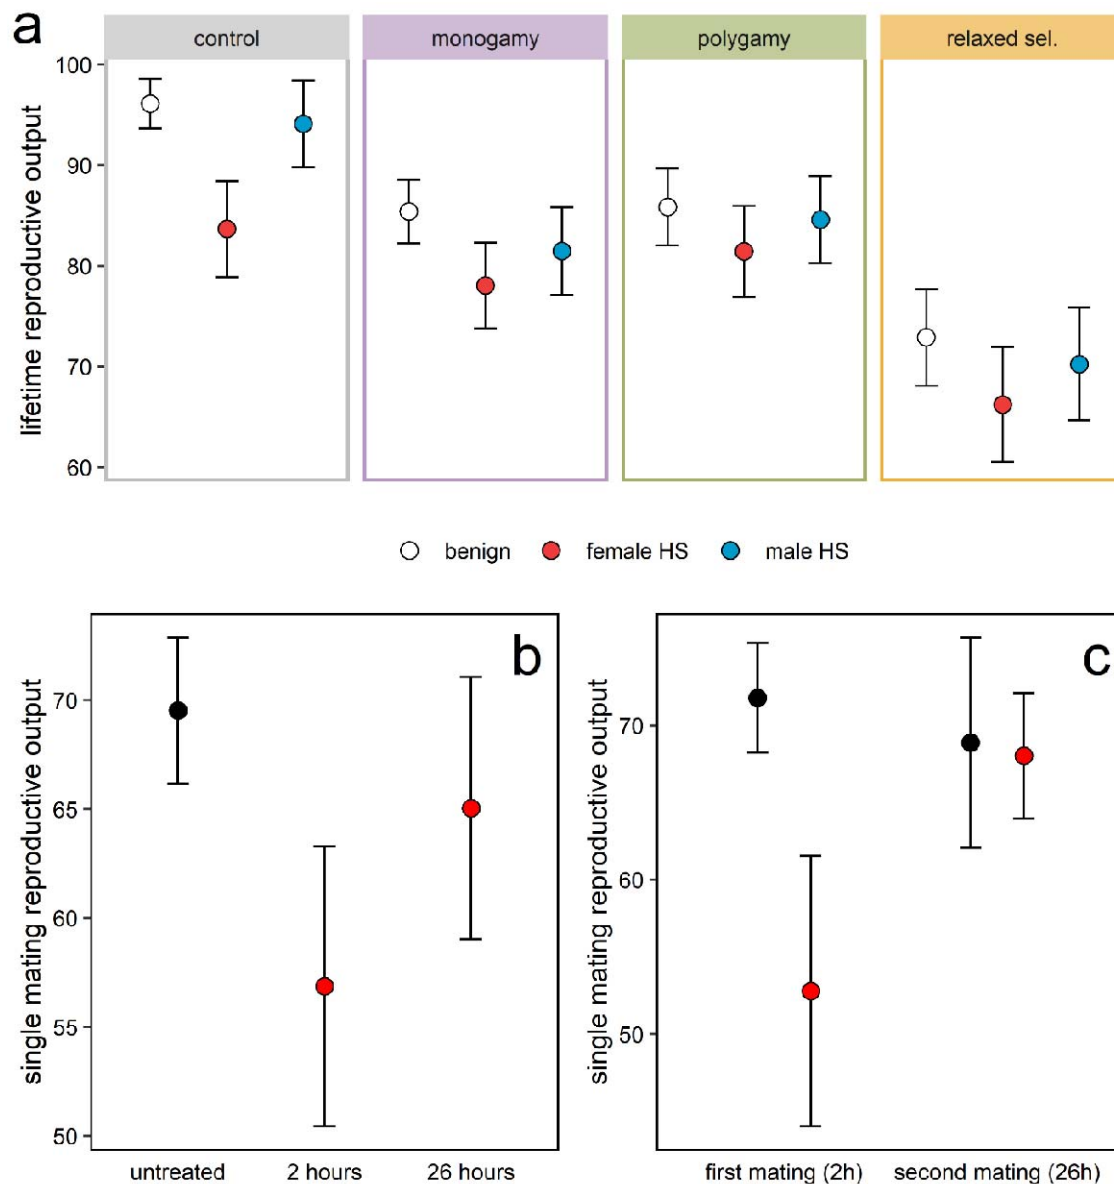 a
control monogamy polygamy relaxed sel.
lifetime reproductive output
100
90
80
70
60
benign female HS male HS
b
single mating reproductive output
70
65
60
55
50
untreated 2 hours 26 hours
c
single mating reproductive output
70
60
50
first mating (2h) second mating (26h)